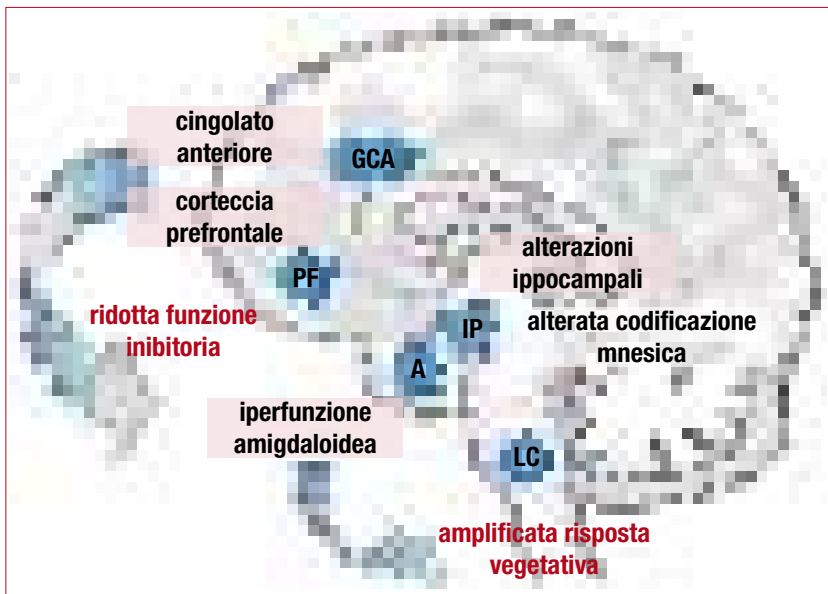 cingolato
anteriore
GCA
corteccia
prefrontale
PF
ridotta funzione
inibitoria
alterazioni
ippocampali
IP
alterata codificazione
mnesica
A
iperfunzione
amigdaloidea
LC
amplificata risposta
vegetativa